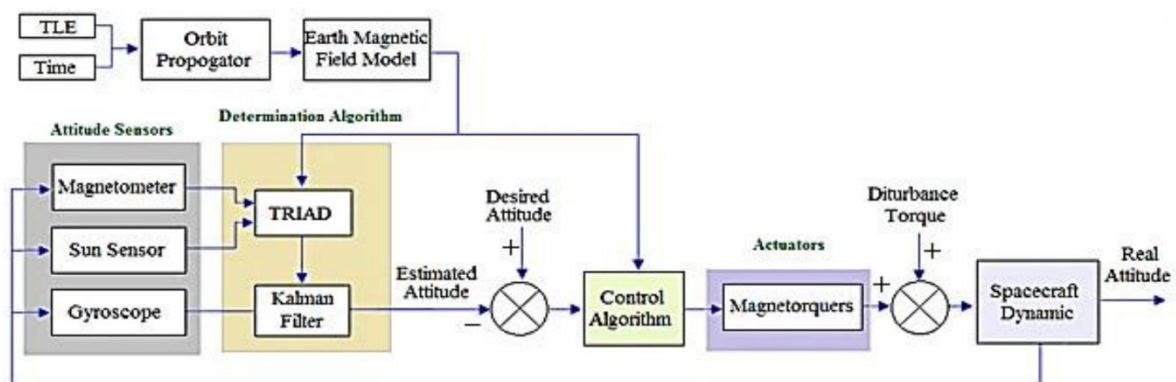 TLE
Time
Orbit
Propogator
Earth Magnetic
Field Model
Attitude Sensors
Determination Algorithm
Magnetometer
Sun Sensor
Gyroscope
TRIAD
Kalman
Filter
Estimated
Attitude
−
Desired
Attitude
+
Control
Algorithm
Actuators
Magnetorquers
+
Diturbance
Torque
+
Spacecraft
Dynamic
Real
Attitude